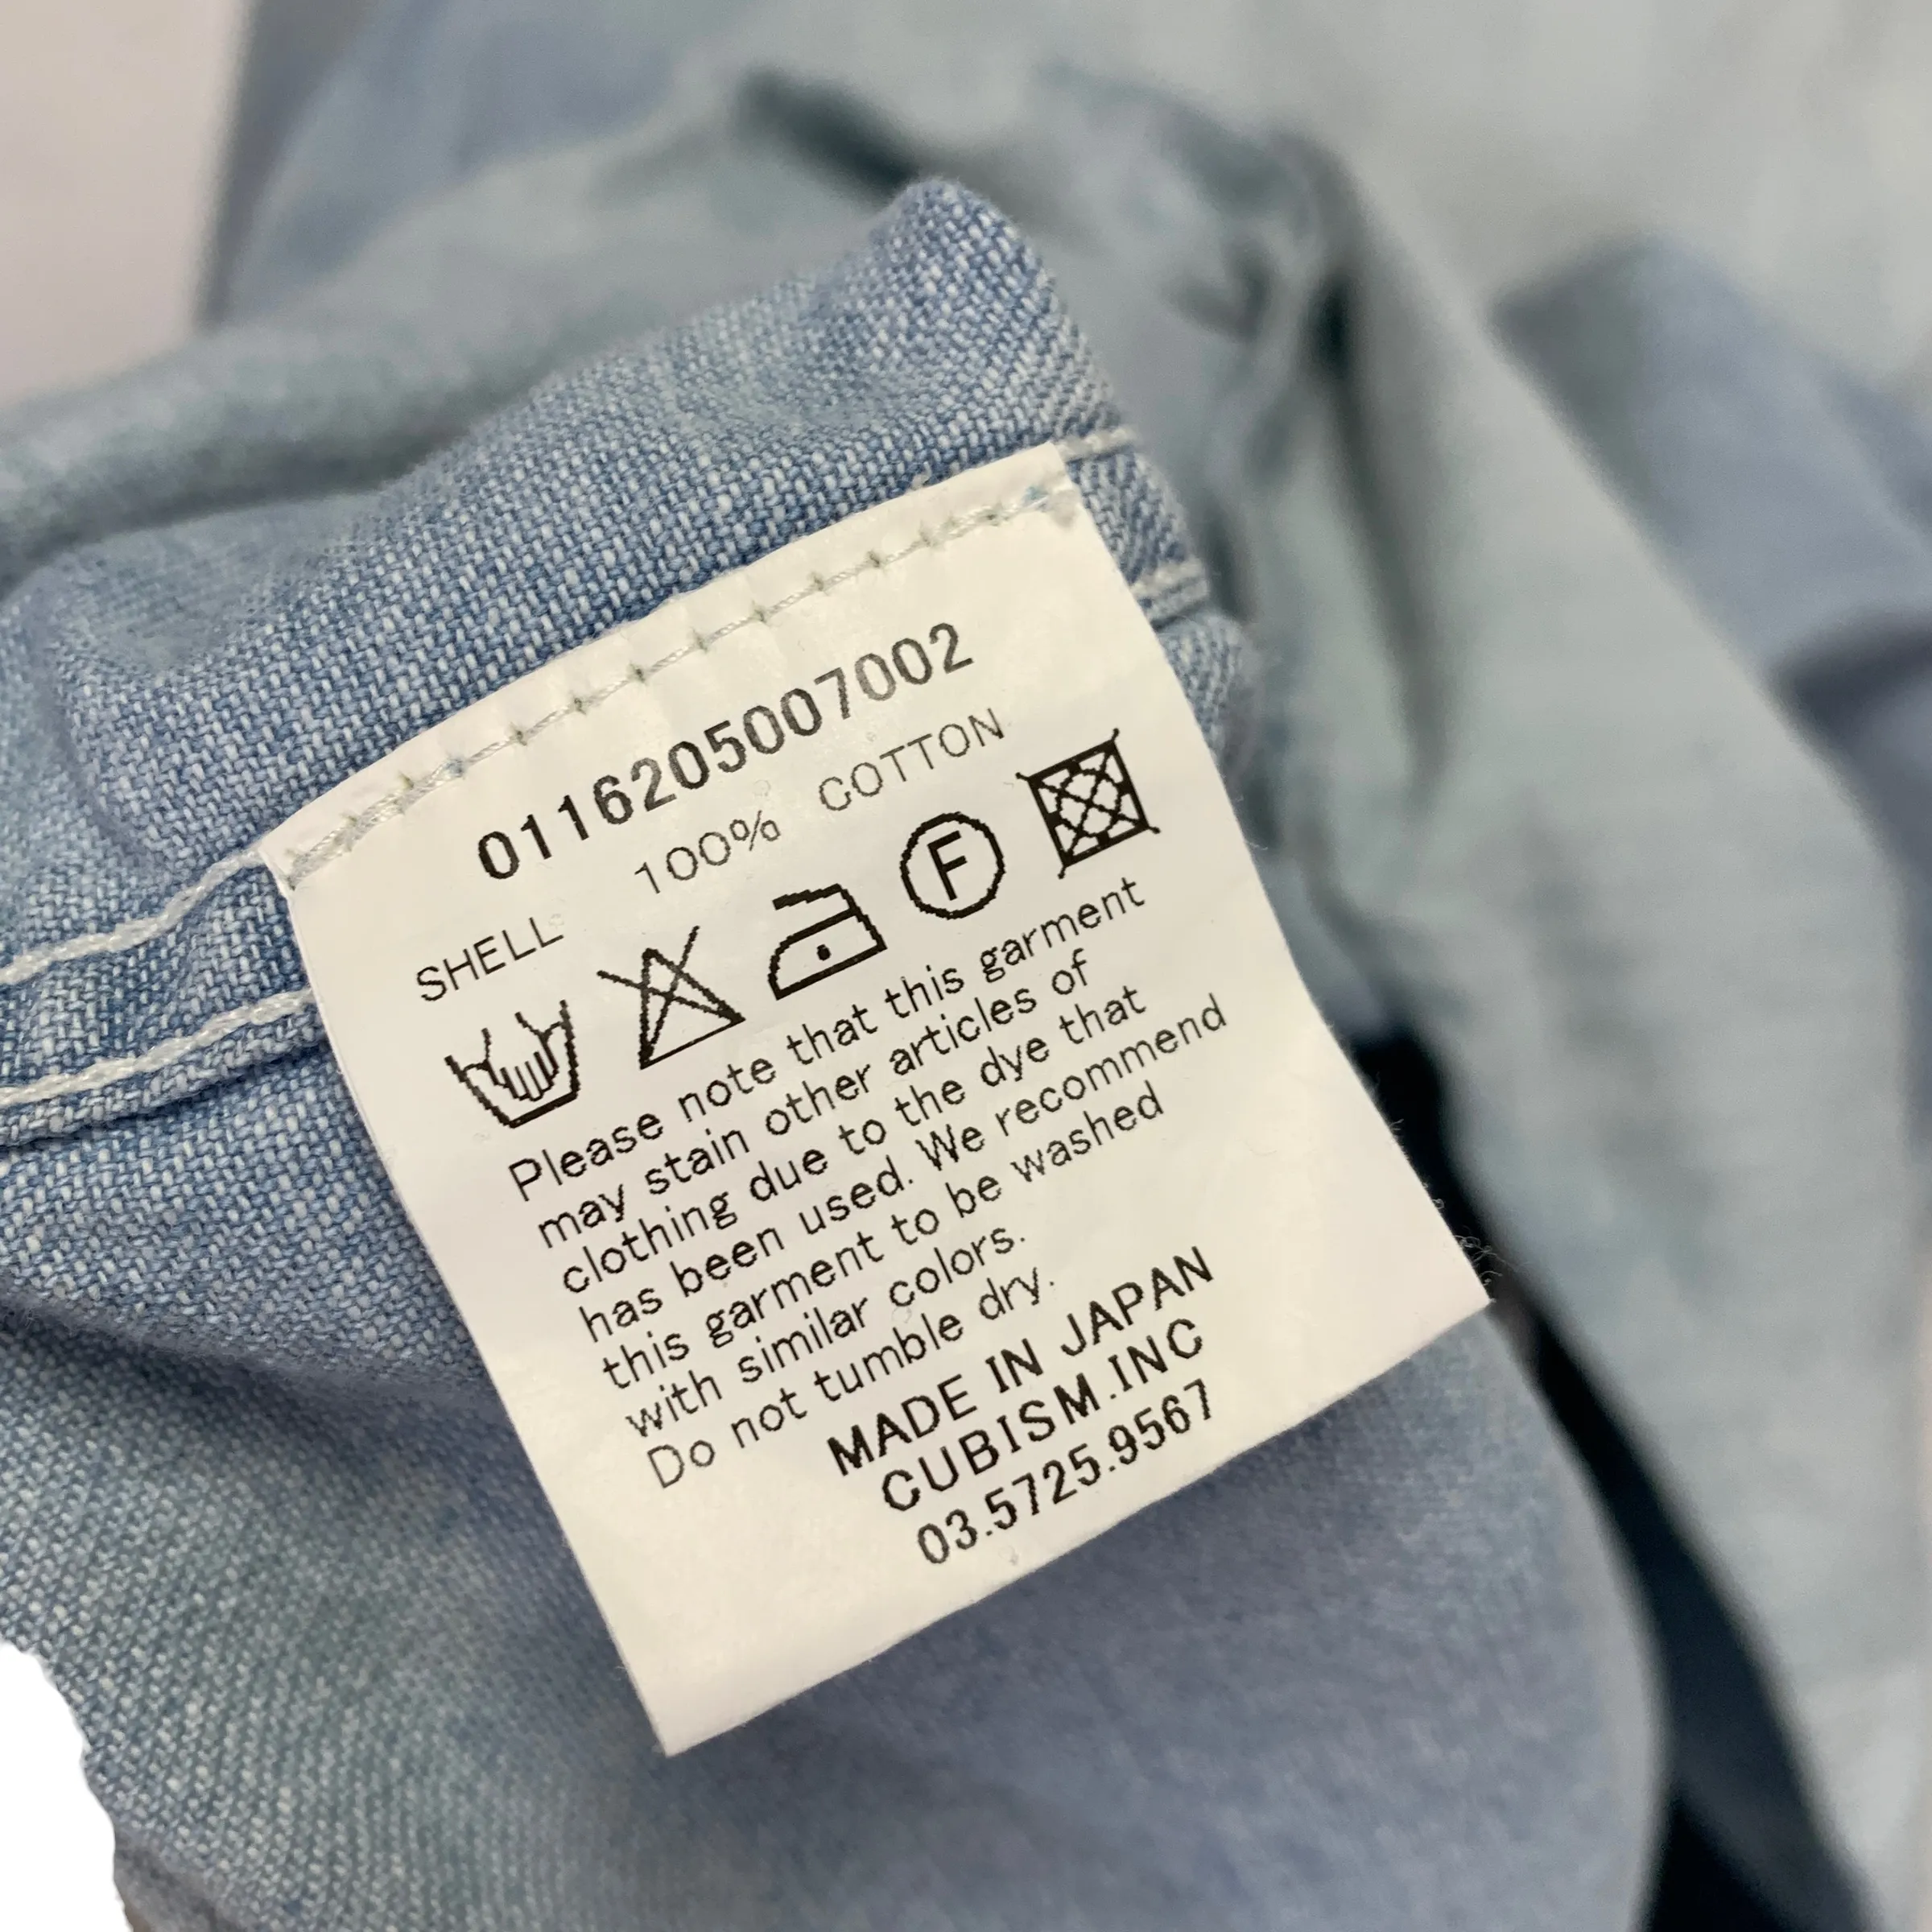 0116205007002
SHELL 100% COTTON
F
Please note that this garment
may stain other articles of
clothing due to the dye that
has been used. We recommend
this garment to be washed
with similar colors.
Do not tumble dry.
MADE IN JAPAN
CUBISM.INC
03.5725.9567